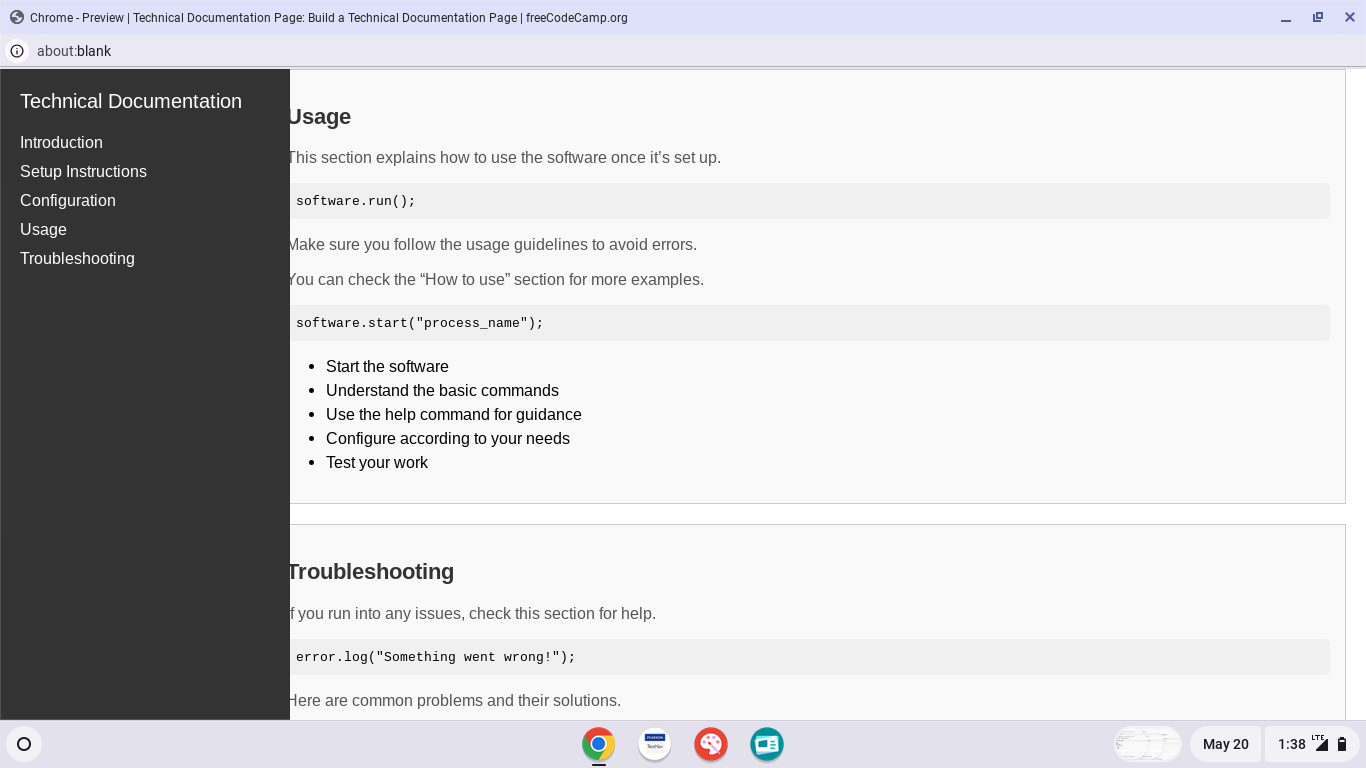 Chrome - Preview | Technical Documentation Page: Build a Technical Documentation Page | freeCodeCamp.org
about:blank
Technical Documentation
Introduction
Setup Instructions
Configuration
Usage
Troubleshooting
Usage
This section explains how to use the software once it’s set up.
software.run();
Make sure you follow the usage guidelines to avoid errors.
You can check the “How to use” section for more examples.
software.start("process_name");
• Start the software
• Understand the basic commands
• Use the help command for guidance
• Configure according to your needs
• Test your work
Troubleshooting
If you run into any issues, check this section for help.
error.log("Something went wrong!");
Here are common problems and their solutions.
PEARSON
TestNav
May 20
1:38
LTE